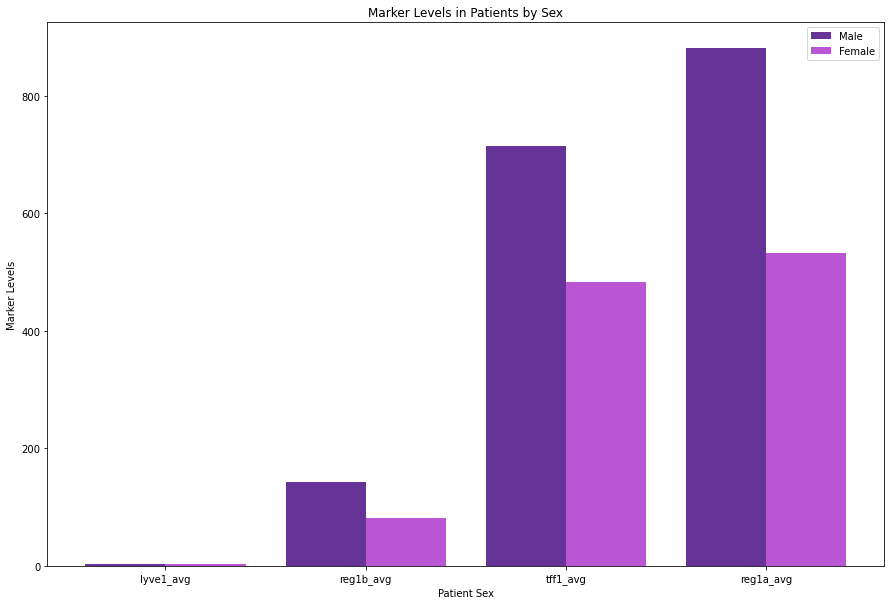 Marker Levels in Patients by Sex
Male
Female
Marker Levels
800
600
400
200
0
lyve1_avg
reg1b_avg
tff1_avg
reg1a_avg
Patient Sex